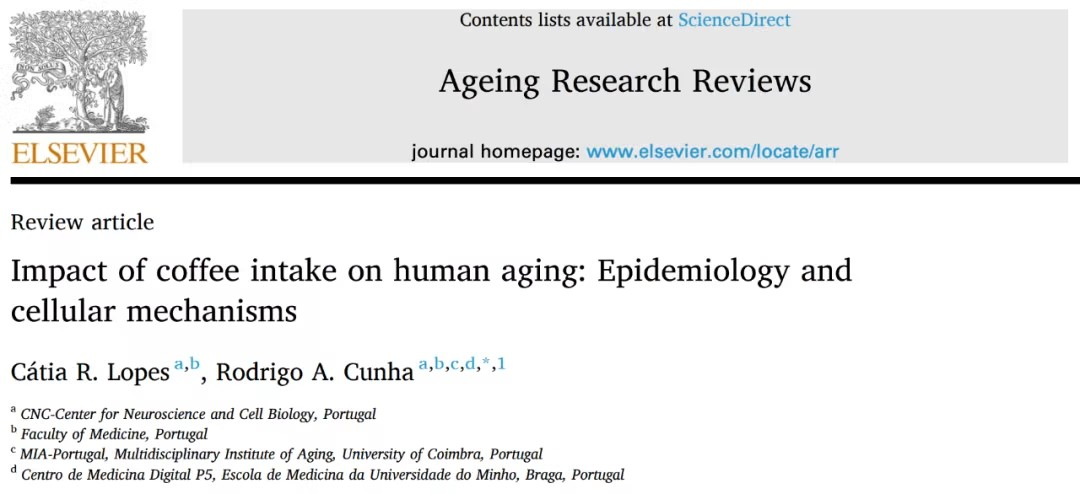 Contents lists available at ScienceDirect
Ageing Research Reviews
ELSEVIER
journal homepage: www.elsevier.com/locate/arr
Review article
Impact of coffee intake on human aging: Epidemiology and
cellular mechanisms
Cátia R. Lopes a,b, Rodrigo A. Cunha a,b,c,d,*,1
a CNC-Center for Neuroscience and Cell Biology, Portugal
b Faculty of Medicine, Portugal
c MIA-Portugal, Multidisciplinary Institute of Aging, University of Coimbra, Portugal
d Centro de Medicina Digital P5, Escola de Medicina da Universidade do Minho, Braga, Portugal